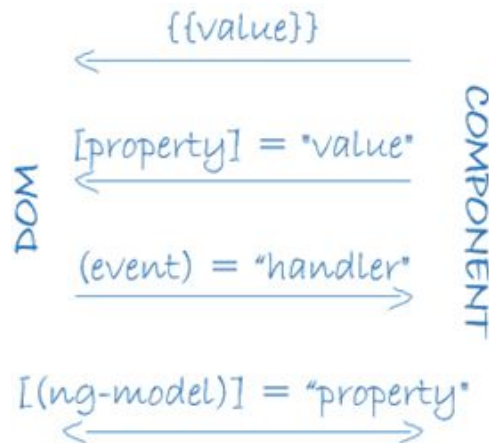 {{value}}
[property] = "value"
DOM
COMPONENT
(event) = "handler"
[(ng-model)] = "property"